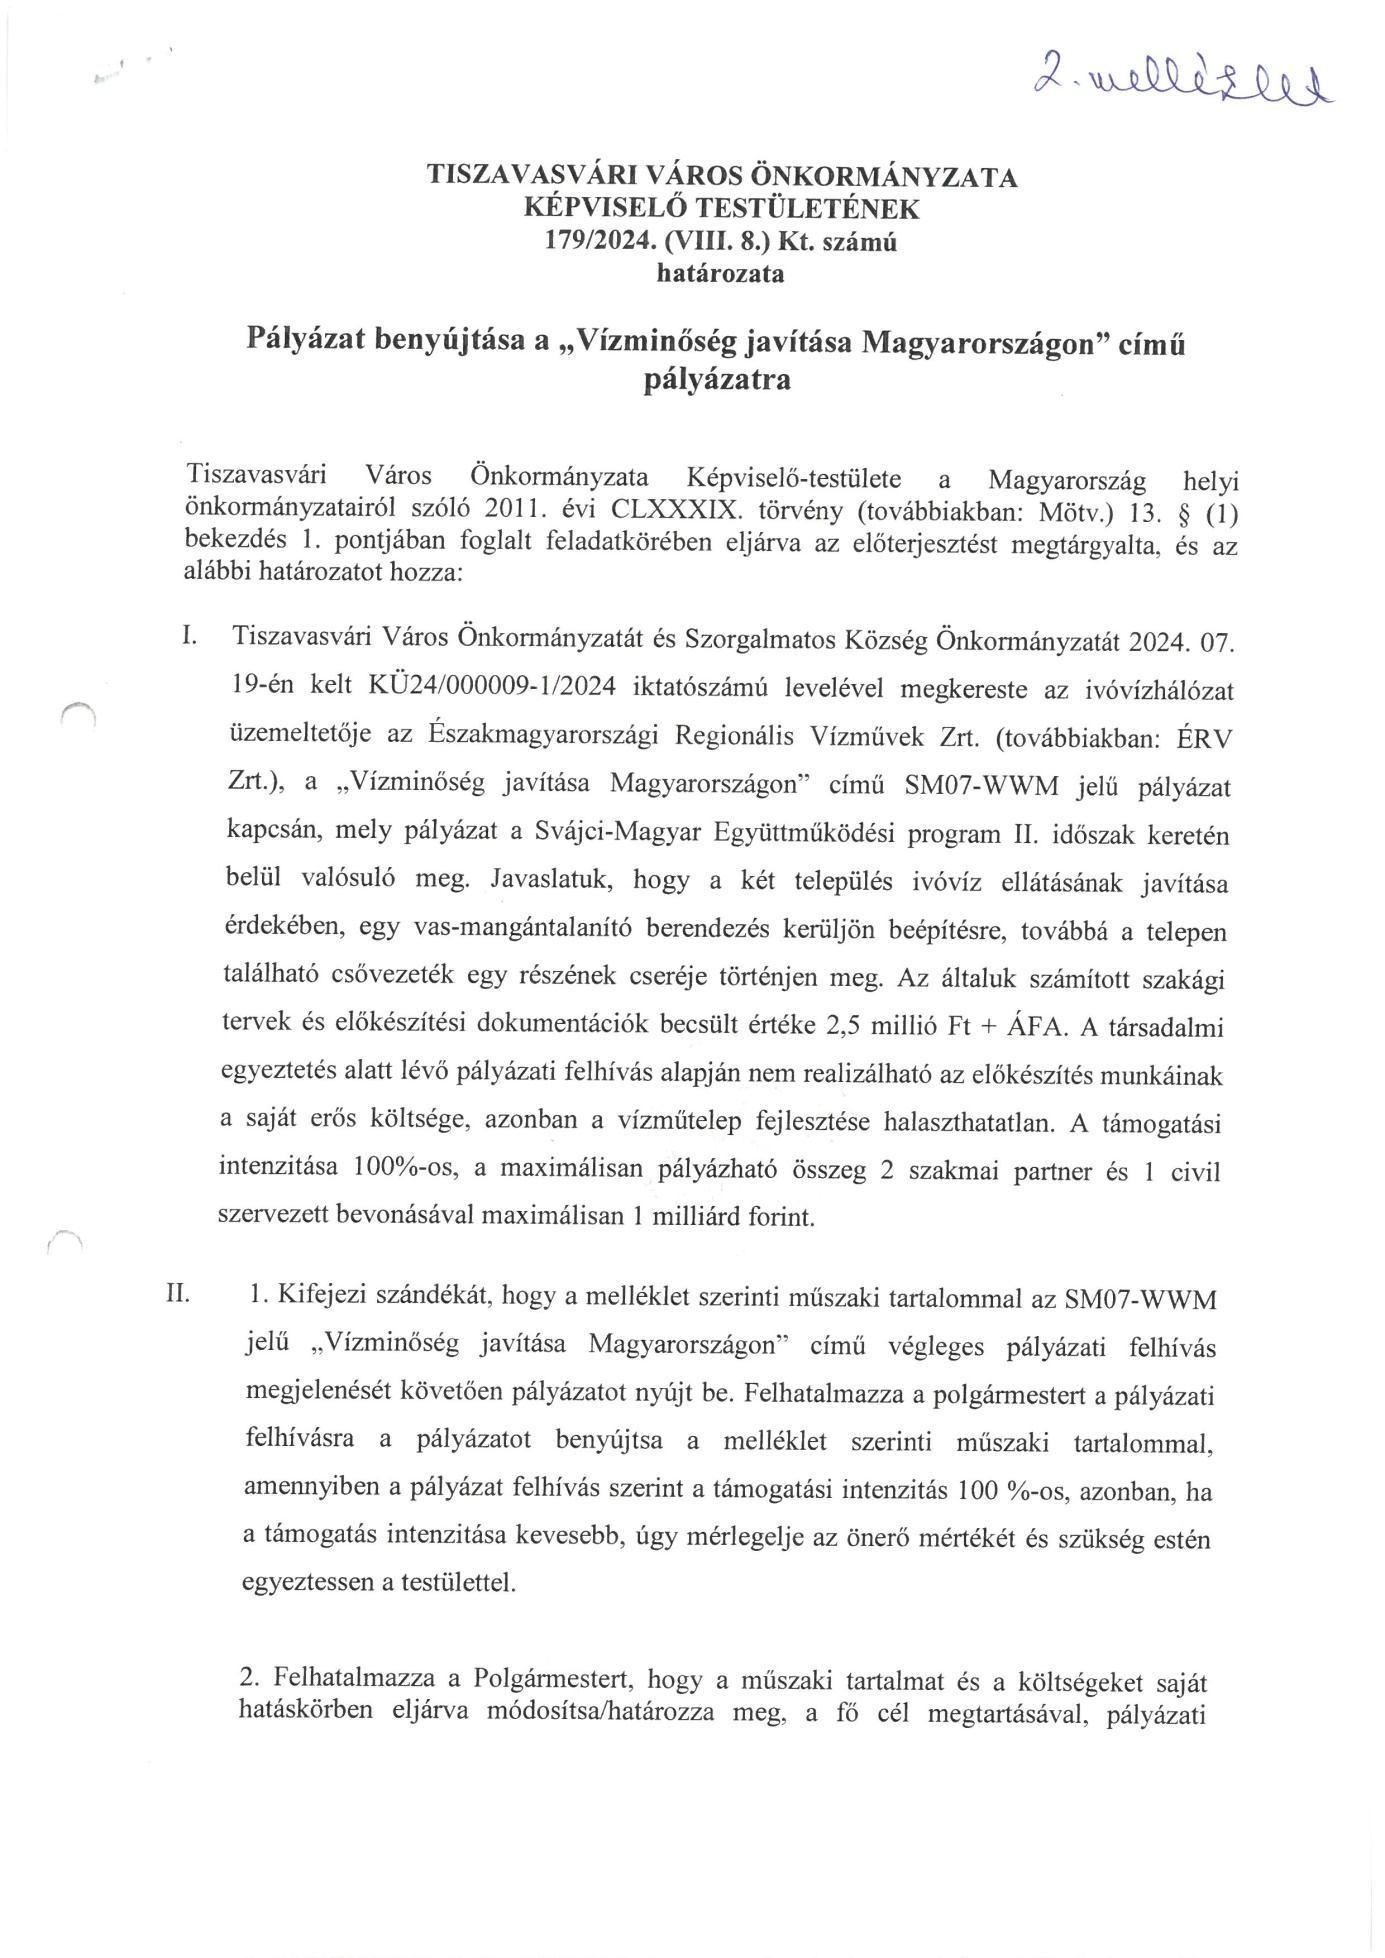 2. melléklet
TISZAVASVÁRI VÁROS ÖNKORMÁNYZATA
KÉPVISELŐ TESTÜLETÉNEK
179/2024. (VIII. 8.) Kt. számú
határozata
Pályázat benyújtása a „Vízminőség javítása Magyarországon” című
pályázatra
Tiszavasvári Város Önkormányzata Képviselő-testülete a Magyarország helyi
önkormányzatairól szóló 2011. évi CLXXXIX. törvény (továbbiakban: Mötv.) 13. § (1)
bekezdés 1. pontjában foglalt feladatkörében eljárva az előterjesztést megtárgyalta, és az
alábbi határozatot hozza:
I. Tiszavasvári Város Önkormányzatát és Szorgalmatos Község Önkormányzatát 2024. 07.
19-én kelt KÜ24/000009-1/2024 iktatószámú levelével megkereste az ivóvízhálózat
üzemeltetője az Északmagyarországi Regionális Vízművek Zrt. (továbbiakban: ÉRV
Zrt.), a „Vízminőség javítása Magyarországon” című SM07-WWM jelű pályázat
kapcsán, mely pályázat a Svájci-Magyar Együttműködési program II. időszak keretén
belül valósuló meg. Javaslatuk, hogy a két település ivóvíz ellátásának javítása
érdekében, egy vas-mangántalanító berendezés kerüljön beépítésre, továbbá a telepen
található csővezeték egy részének cseréje történjen meg. Az általuk számított szakági
tervek és előkészítési dokumentációk becsült értéke 2,5 millió Ft + ÁFA. A társadalmi
egyeztetés alatt lévő pályázati felhívás alapján nem realizálható az előkészítés munkáinak
a saját erős költsége, azonban a vízműtelep fejlesztése halaszthatatlan. A támogatási
intenzitása 100%-os, a maximálisan pályázható összeg 2 szakmai partner és 1 civil
szervezett bevonásával maximálisan 1 milliárd forint.
II. 1. Kifejezi szándékát, hogy a melléklet szerinti műszaki tartalommal az SM07-WWM
jelű „Vízminőség javítása Magyarországon” című végleges pályázati felhívás
megjelenését követően pályázatot nyújt be. Felhatalmazza a polgármestert a pályázati
felhívásra a pályázatot benyújtsa a melléklet szerinti műszaki tartalommal,
amennyiben a pályázat felhívás szerint a támogatási intenzitás 100 %-os, azonban, ha
a támogatás intenzitása kevesebb, úgy mérlegelje az önerő mértékét és szükség estén
egyeztessen a testülettel.
2. Felhatalmazza a Polgármestert, hogy a műszaki tartalmat és a költségeket saját
hatáskörben eljárva módosítsa/határozza meg, a fő cél megtartásával, pályázati